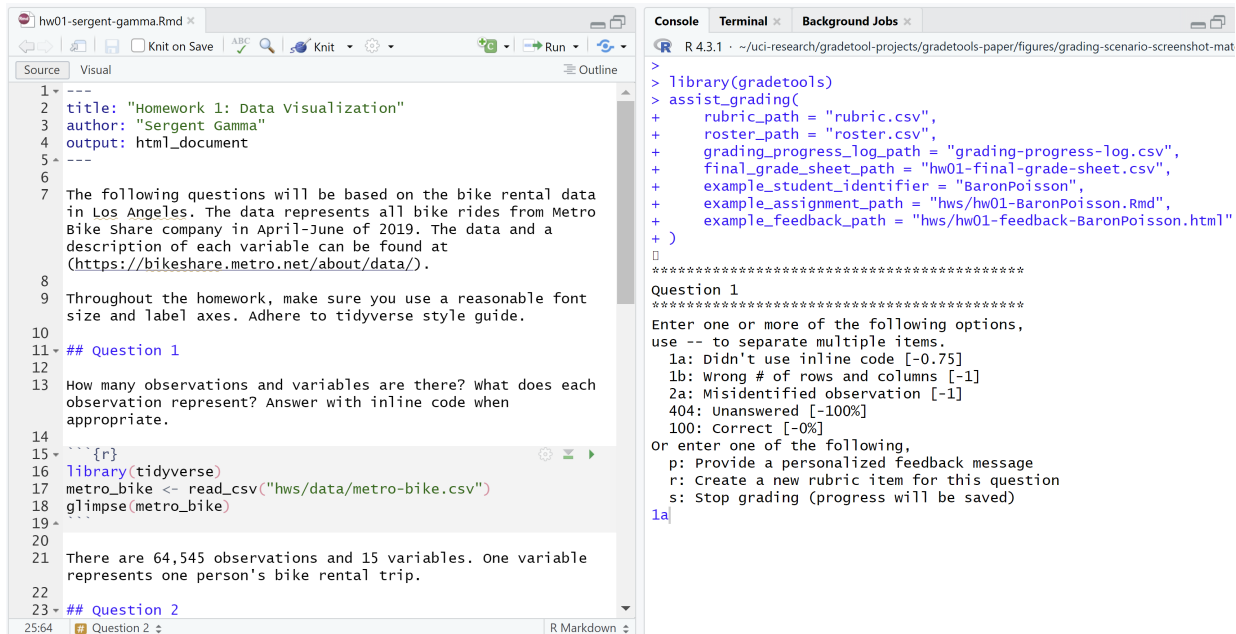 hw01-sergent-gamma.Rmd ×
Knit on Save ABC Knit Run
Source Visual Outline
1 ---
2 title: "Homework 1: Data Visualization"
3 author: "Sergent Gamma"
4 output: html_document
5 ---
6
7 The following questions will be based on the bike rental data
in Los Angeles. The data represents all bike rides from Metro
Bike Share company in April-June of 2019. The data and a
description of each variable can be found at
(https://bikeshare.metro.net/about/data/).
8
9 Throughout the homework, make sure you use a reasonable font
size and label axes. Adhere to tidyverse style guide.
10
11 ## Question 1
12
13 How many observations and variables are there? What does each
observation represent? Answer with inline code when
appropriate.
14
15 ```{r}
16 library(tidyverse)
17 metro_bike <- read_csv("hws/data/metro-bike.csv")
18 glimpse(metro_bike)
19 ```
20
21 There are 64,545 observations and 15 variables. One variable
represents one person's bike rental trip.
22
23 ## Question 2
25:64 # Question 2 R Markdown
Console Terminal × Background Jobs ×
R R 4.3.1 · ~/uci-research/gradetool-projects/gradetools-paper/figures/grading-scenario-screenshot-mat
>
> library(gradetools)
> assist_grading(
+ rubric_path = "rubric.csv",
+ roster_path = "roster.csv",
+ grading_progress_log_path = "grading-progress-log.csv",
+ final_grade_sheet_path = "hw01-final-grade-sheet.csv",
+ example_student_identifier = "BaronPoisson",
+ example_assignment_path = "hws/hw01-BaronPoisson.Rmd",
+ example_feedback_path = "hws/hw01-feedback-BaronPoisson.html"
+ )
*******************************************
Question 1
*******************************************
Enter one or more of the following options,
use -- to separate multiple items.
1a: Didn't use inline code [-0.75]
1b: Wrong # of rows and columns [-1]
2a: Misidentified observation [-1]
404: Unanswered [-100%]
100: Correct [-0%]
Or enter one of the following,
p: Provide a personalized feedback message
r: Create a new rubric item for this question
s: Stop grading (progress will be saved)
1a